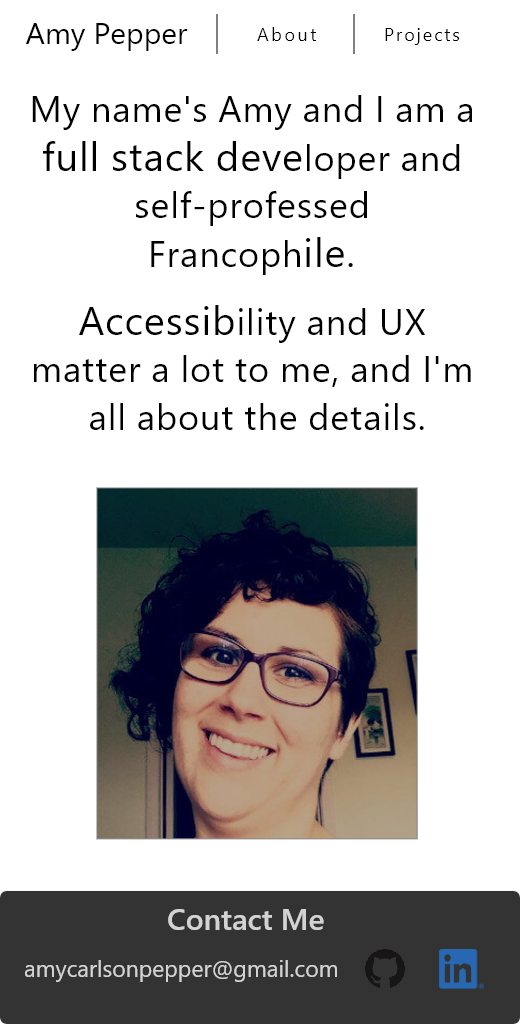 Amy Pepper About Projects
My name's Amy and I am a
full stack developer and
self-professed
Francophile.
Accessibility and UX
matter a lot to me, and I'm
all about the details.
Contact Me
amycarlsonpepper@gmail.com
in